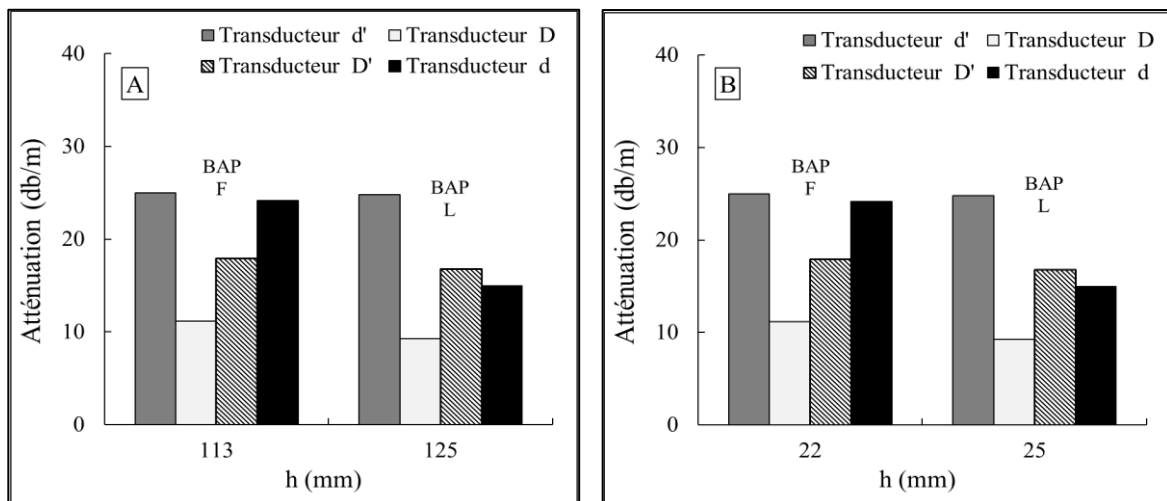 Transducteur d' Transducteur D
Transducteur D' Transducteur d
A
40
30
20
10
0
Atténuation (db/m)
BAP
F
BAP
L
113 125
h (mm)
Transducteur d' Transducteur D
Transducteur D' Transducteur d
B
40
30
20
10
0
Atténuation (db/m)
BAP
F
BAP
L
22 25
h (mm)